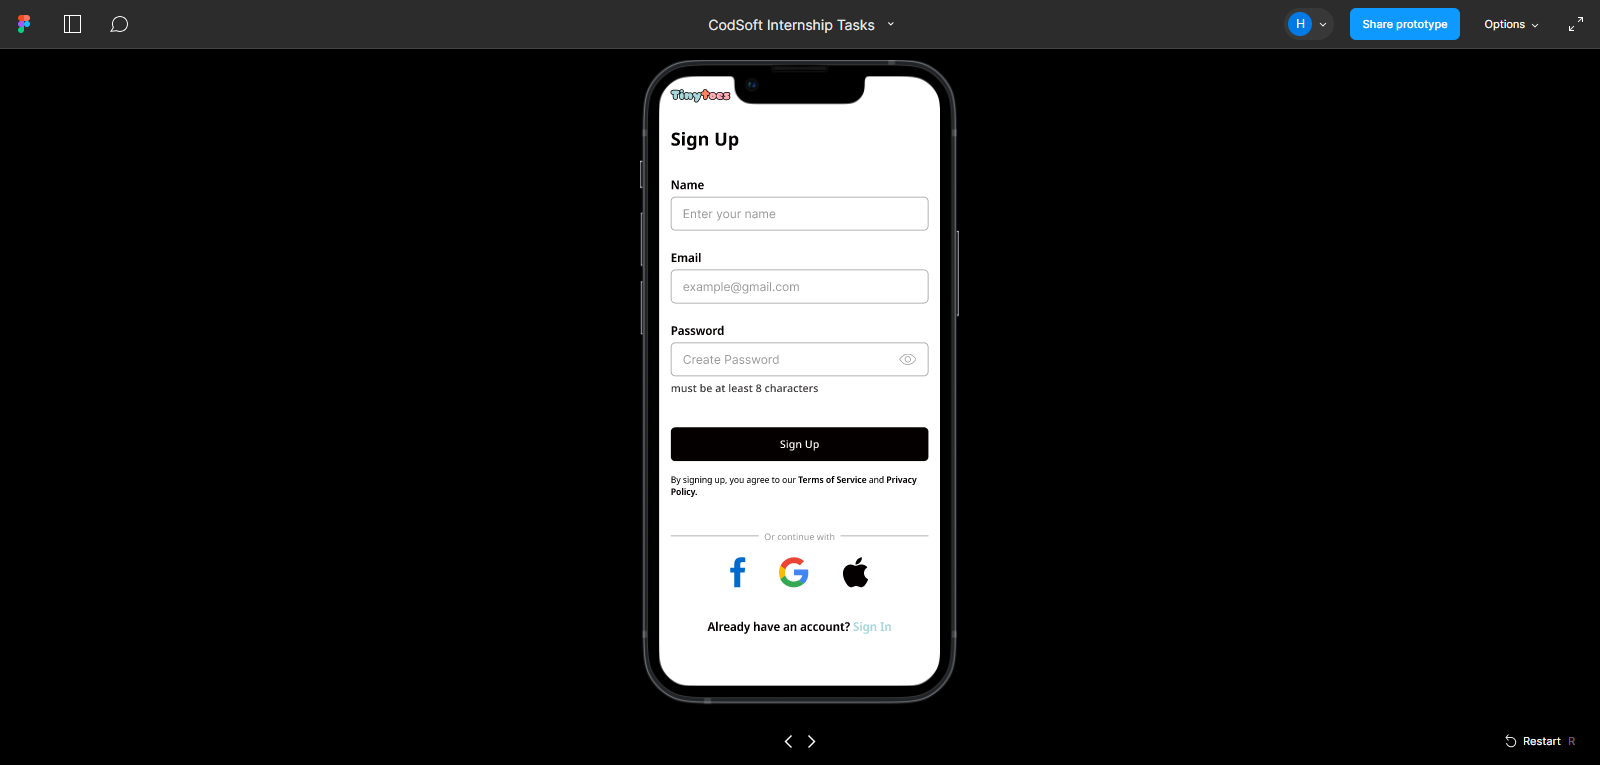 CodSoft Internship Tasks
H
Share prototype
Options
Tinytoes
Sign Up
Name
Enter your name
Email
example@gmail.com
Password
Create Password
must be at least 8 characters
Sign Up
By signing up, you agree to our Terms of Service and Privacy
Policy.
Or continue with
Already have an account? Sign In
Restart R